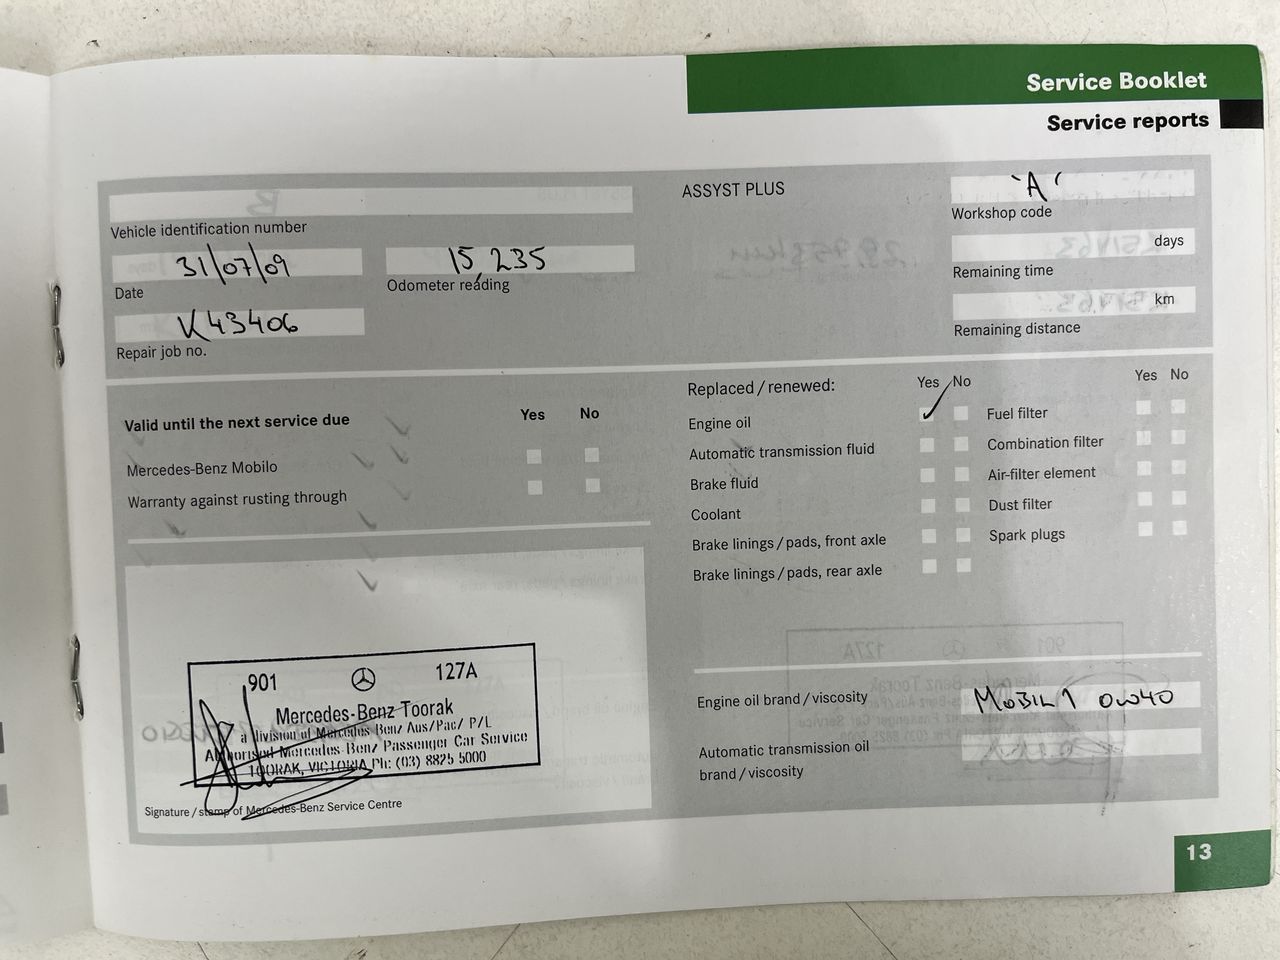 Service Booklet
Service reports
Vehicle identification number
31/07/09
Date
15,235
Odometer reading
K43406
Repair job no.
ASSYST PLUS
'A'
Workshop code
days
Remaining time
km
Remaining distance
Valid until the next service due Yes No
Mercedes-Benz Mobilo
Warranty against rusting through
Replaced / renewed: Yes No
Engine oil
Automatic transmission fluid
Brake fluid
Coolant
Brake linings / pads, front axle
Brake linings / pads, rear axle
Yes No
Fuel filter
Combination filter
Air-filter element
Dust filter
Spark plugs
901 127A
Mercedes-Benz Toorak
a division of Mercedes Benz Aus/Pac/ P/L
Authorised Mercedes Benz Passenger Car Service
TOORAK, VICTORIA Ph: (03) 8825 5000
Signature / stamp of Mercedes-Benz Service Centre
Engine oil brand / viscosity
MOBIL 1 0W40
Automatic transmission oil
brand / viscosity
13